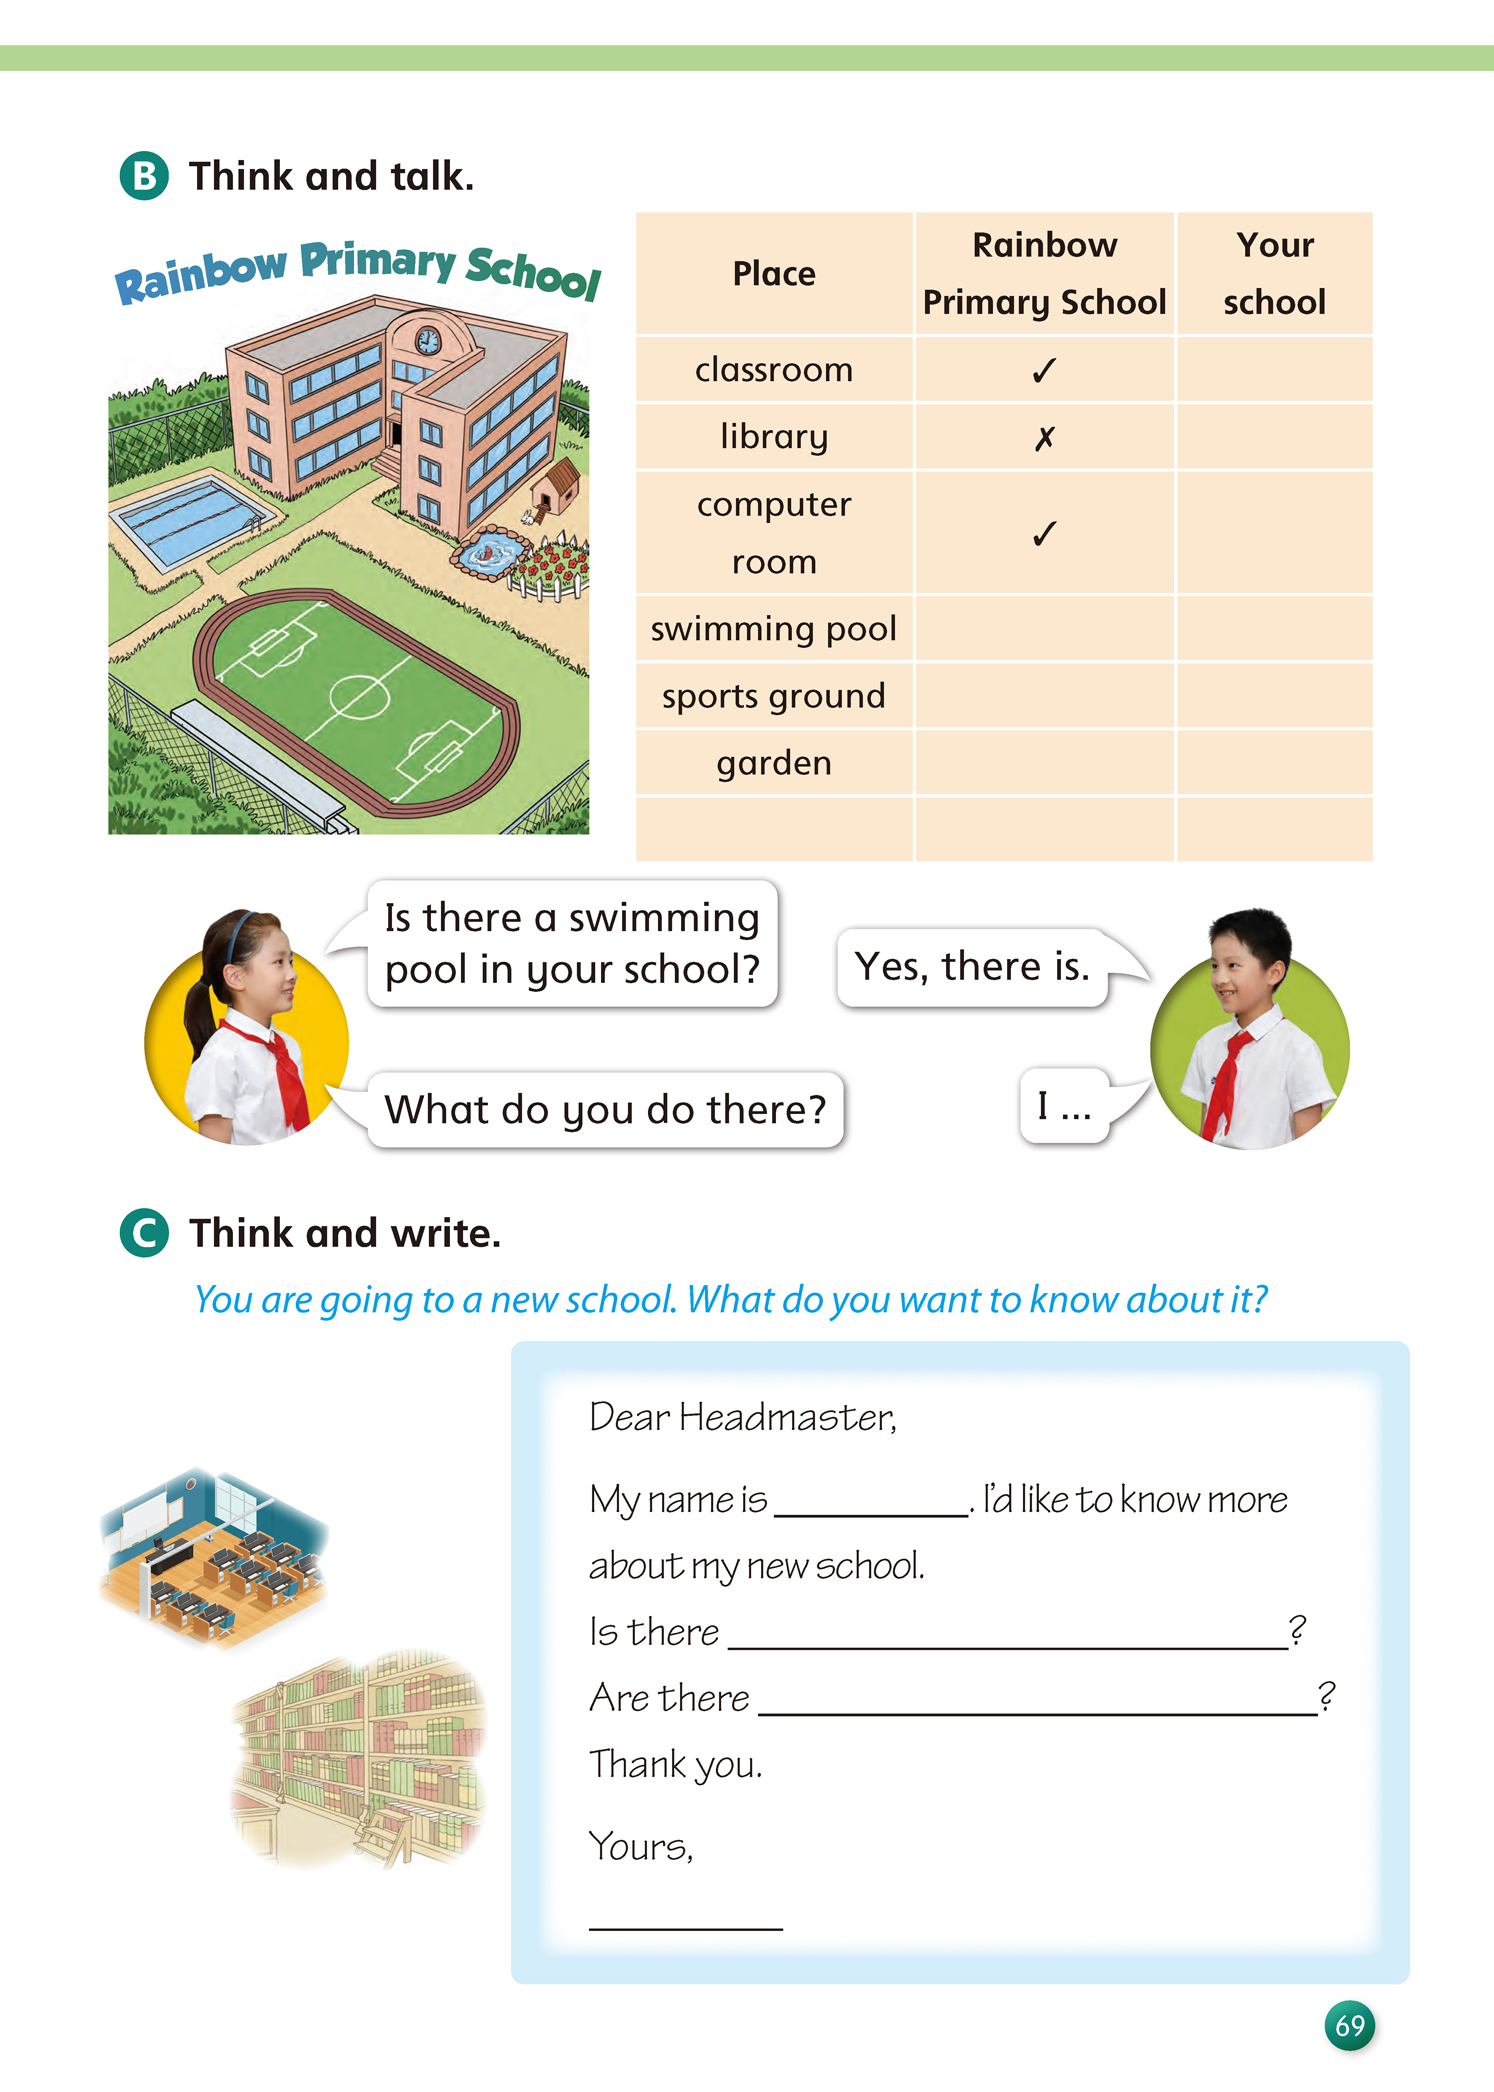 B Think and talk.
Rainbow Primary School
Place
Rainbow
Primary School
Your
school
classroom ✓
library ✗
computer
room ✓
swimming pool
sports ground
garden
Is there a swimming
pool in your school?
Yes, there is.
What do you do there?
I ...
C Think and write.
You are going to a new school. What do you want to know about it?
Dear Headmaster,
My name is __________. I'd like to know more
about my new school.
Is there ______________________________?
Are there ______________________________?
Thank you.
Yours,
__________
69